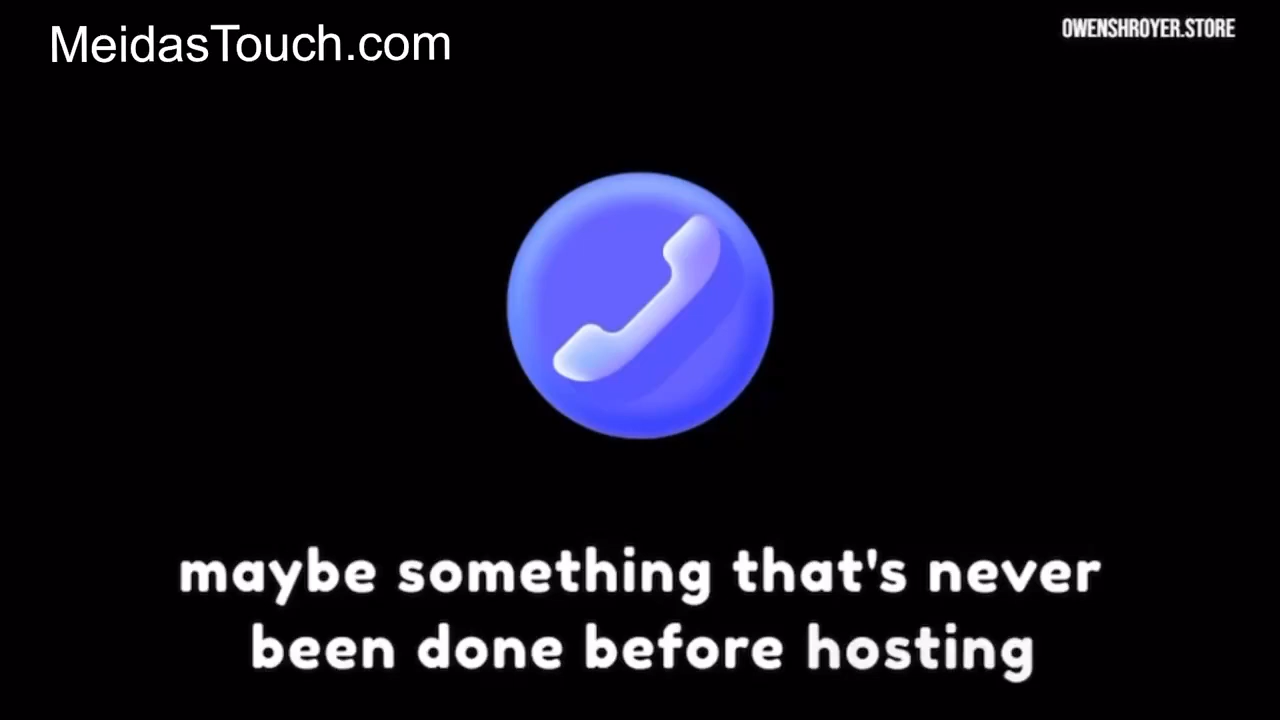 MeidasTouch.com
OWENSHROYER.STORE
maybe something that's never
been done before hosting